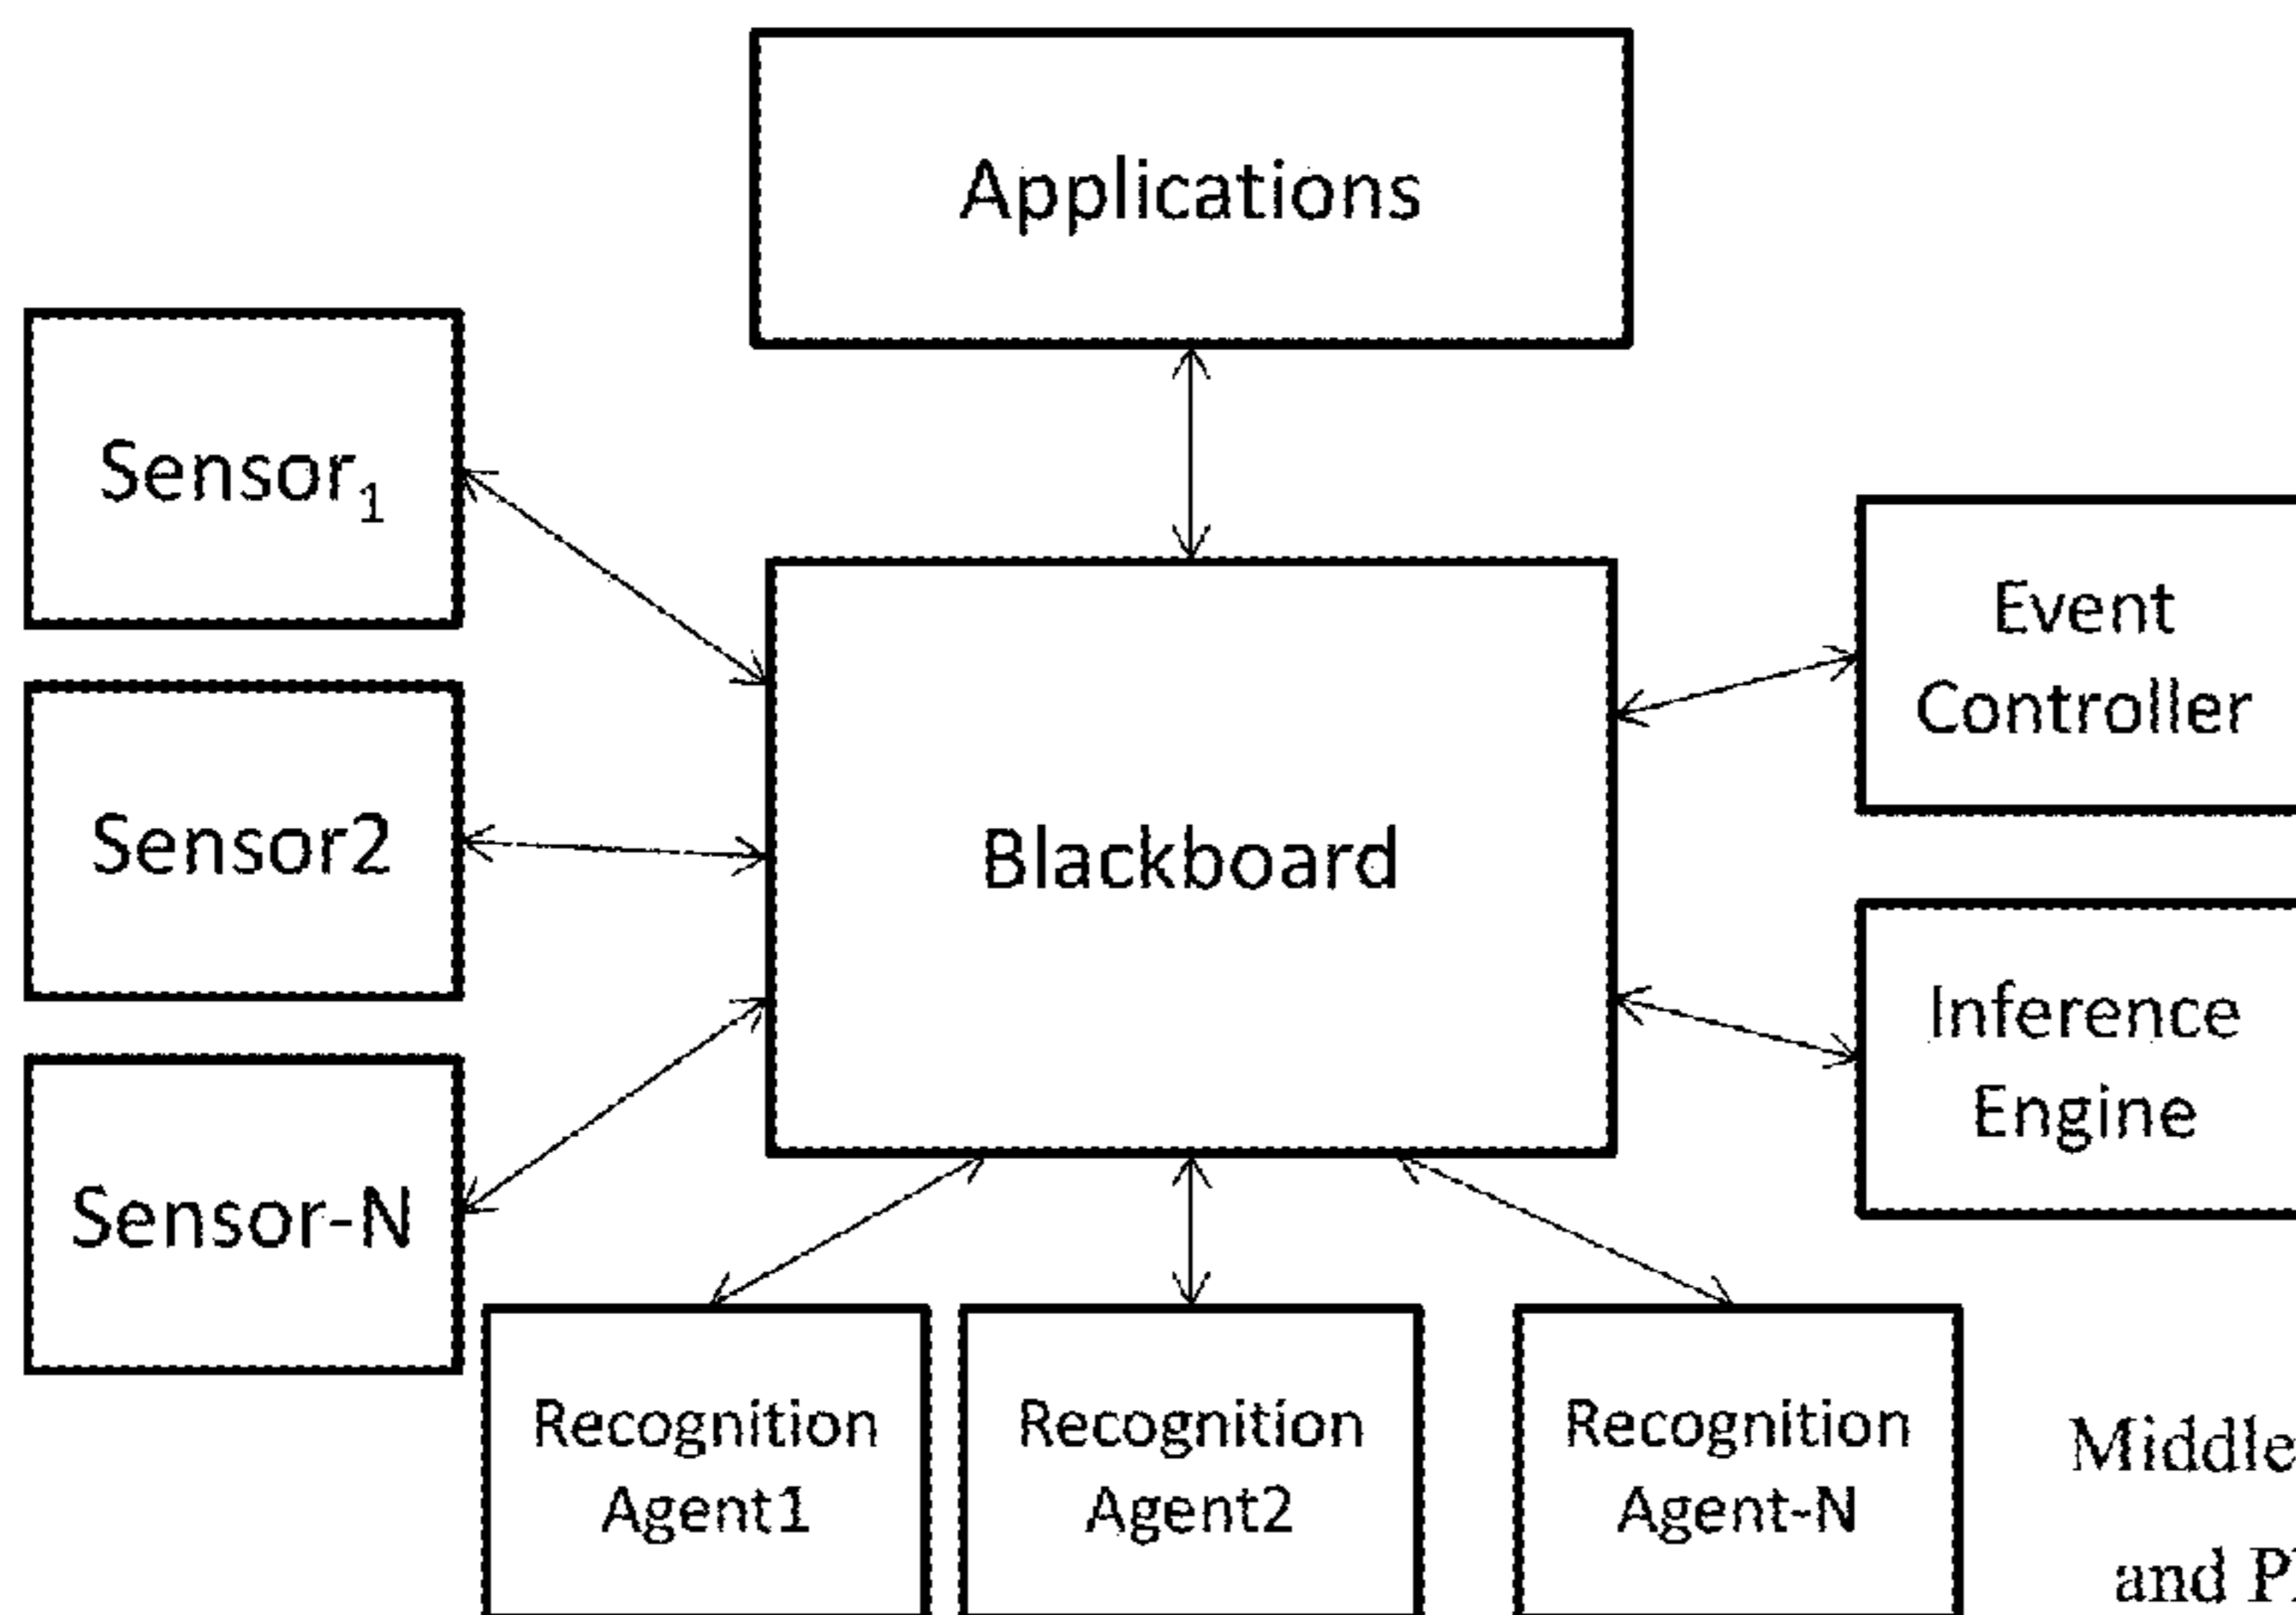 Applications
Sensor₁
Event
Controller
Sensor2
Blackboard
Inference
Engine
Sensor-N
Recognition
Agent1
Recognition
Agent2
Recognition
Agent-N